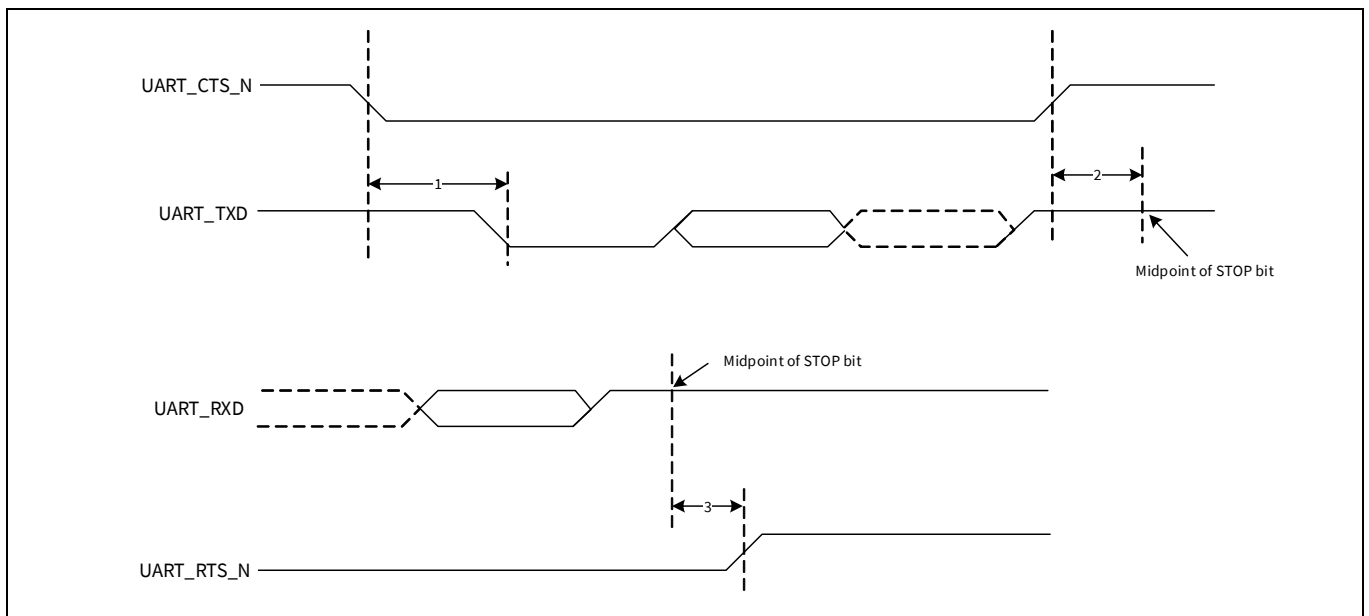 UART_CTS_N
1
2
UART_TXD
Midpoint of STOP bit
Midpoint of STOP bit
UART_RXD
3
UART_RTS_N